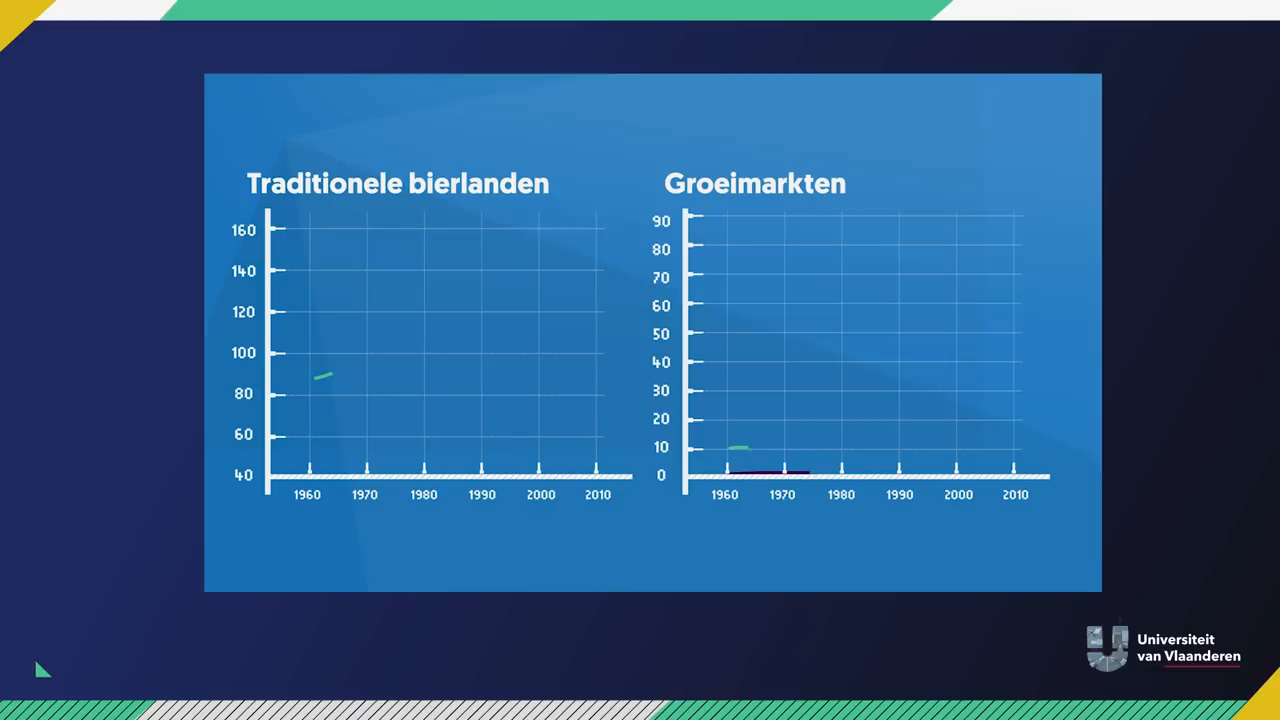 Traditionele bierlanden
160
140
120
100
80
60
40
1960 1970 1980 1990 2000 2010
Groeimarkten
90
80
70
60
50
40
30
20
10
0
1960 1970 1980 1990 2000 2010
Universiteit
van Vlaanderen